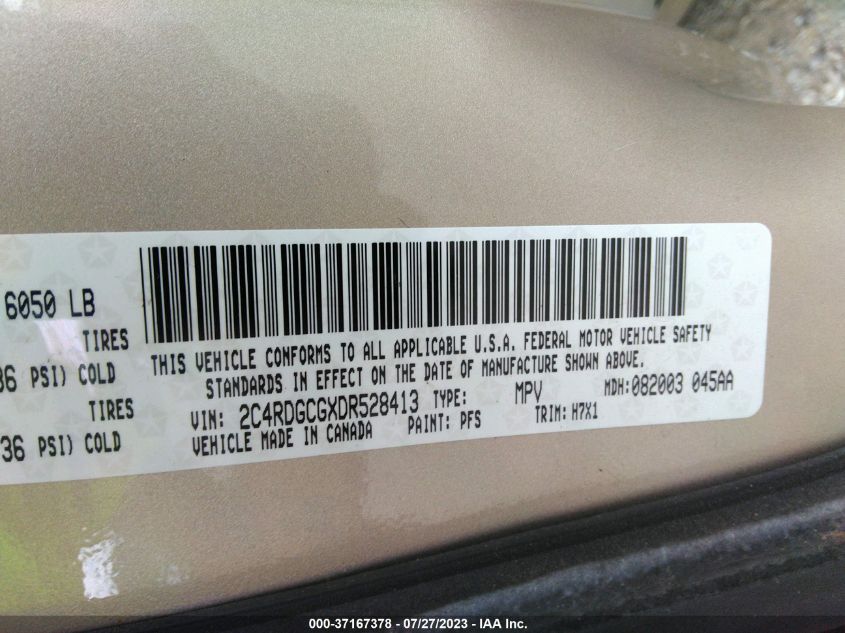 6050 LB
TIRES
36 PSI) COLD
TIRES
36 PSI) COLD
THIS VEHICLE CONFORMS TO ALL APPLICABLE U.S.A. FEDERAL MOTOR VEHICLE SAFETY
STANDARDS IN EFFECT ON THE DATE OF MANUFACTURE SHOWN ABOVE.
VIN: 2C4RDGCGXDR528413 TYPE: MPV MDH:082003 045AA
VEHICLE MADE IN CANADA PAINT: PFS TRIM: H7X1
000-37167378 - 07/27/2023 - IAA Inc.